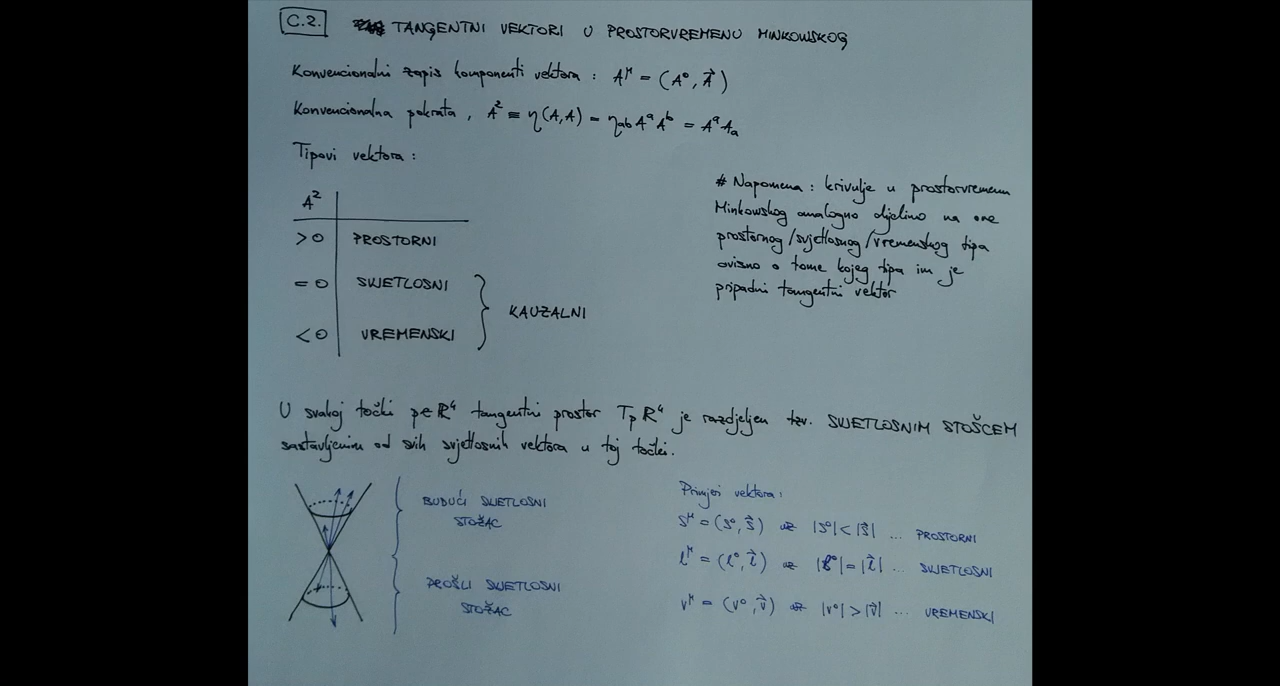 C.2. TANGENTNI VEKTORI U PROSTORVREMENU MINKOWSKOG
Konvencionalni zapis komponenti vektora : A^μ = (A⁰, A⃗)
Konvencionalna pokrata, A² ≡ η(A,A) = η_ab A^a A^b = A^a A_a
Tipovi vektora :
A²
> 0 PROSTORNI
= 0 SVJETLOSNI
< 0 VREMENSKI
KAUZALNI
# Napomena : krivulje u prostorvremenu
Minkowskog analogno dijelimo na one
prostornog/svjetlosnog/vremenskog tipa
ovisno o tome kojeg tipa im je
pripadni tangentni vektor
U svakoj točki p∈ℝ⁴ tangentni prostor T_pℝ⁴ je razdjeljen tzv. SVJETLOSNIM STOŠCEM
sastavljenim od svih svjetlosnih vektora u toj točki.
BUDUĆI SVJETLOSNI
STOŽAC
PROŠLI SVJETLOSNI
STOŽAC
Primjeri vektora :
s^μ = (s⁰, s⃗) uz |s⁰| < |s⃗| ... PROSTORNI
l^μ = (l⁰, l⃗) uz |l⁰| = |l⃗| ... SVJETLOSNI
v^μ = (v⁰, v⃗) uz |v⁰| > |v⃗| ... VREMENSKI